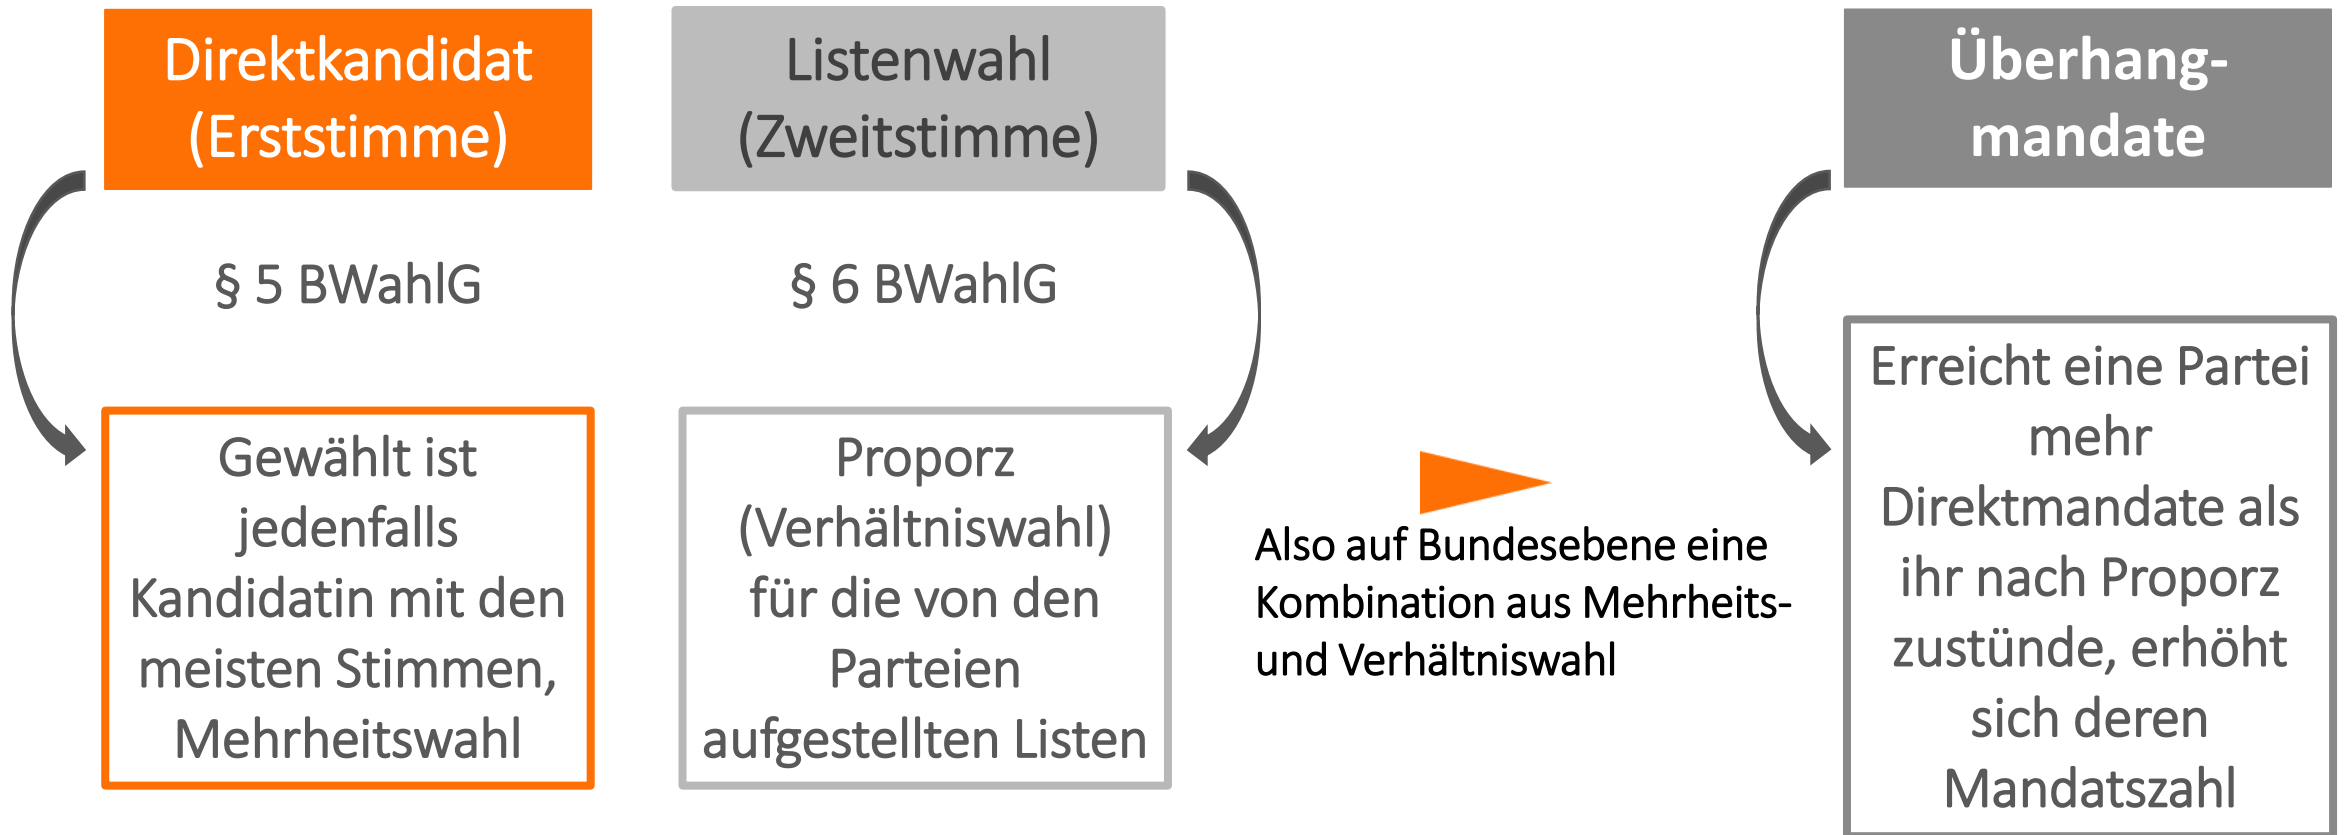 Direktkandidat
(Erststimme)
§ 5 BWahlG
Gewählt ist
jedenfalls
Kandidatin mit den
meisten Stimmen,
Mehrheitswahl
Listenwahl
(Zweitstimme)
§ 6 BWahlG
Proporz
(Verhältniswahl)
für die von den
Parteien
aufgestellten Listen
Also auf Bundesebene eine
Kombination aus Mehrheits-
und Verhältniswahl
Überhang-
mandate
Erreicht eine Partei
mehr
Direktmandate als
ihr nach Proporz
zustünde, erhöht
sich deren
Mandatszahl